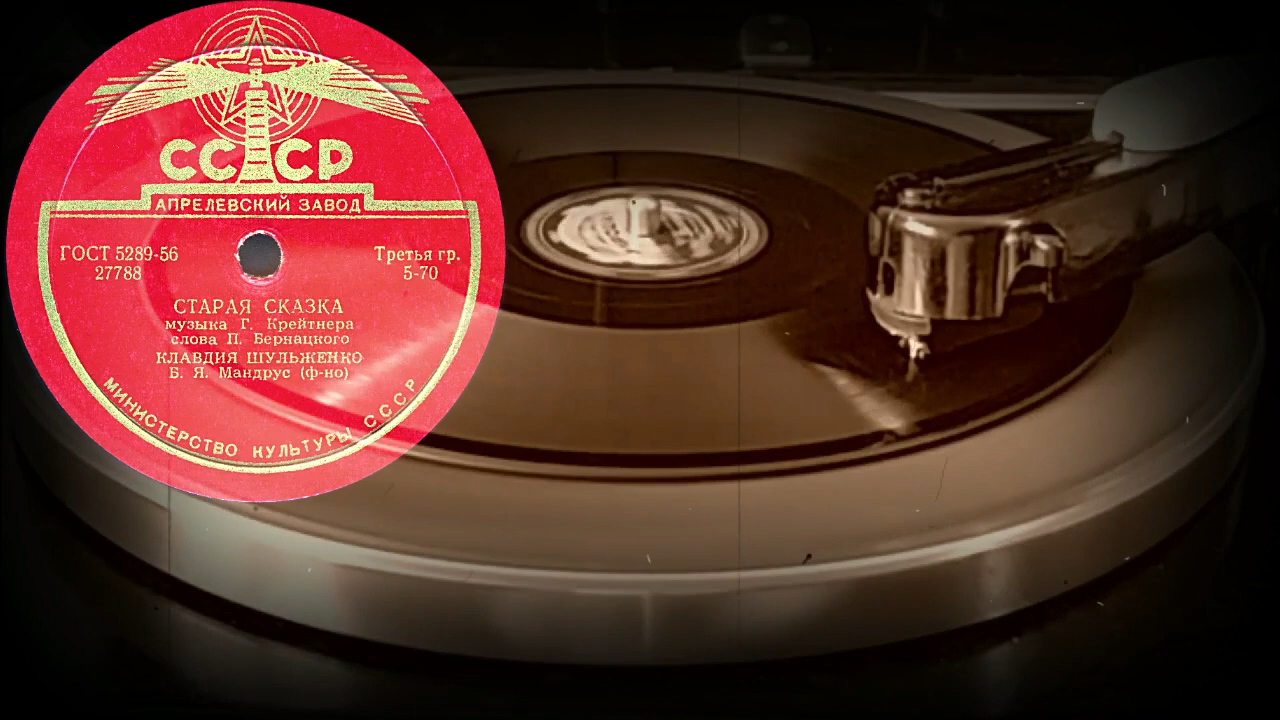 СССР
АПРЕЛЕВСКИЙ ЗАВОД
ГОСТ 5289-56
27788
Третья гр.
5-70
СТАРАЯ СКАЗКА
музыка Г. Крейтнера
слова П. Бернацкого
КЛАВДИЯ ШУЛЬЖЕНКО
Б. Я. Мандрус (ф-но)
МИНИСТЕРСТВО КУЛЬТУРЫ СССР